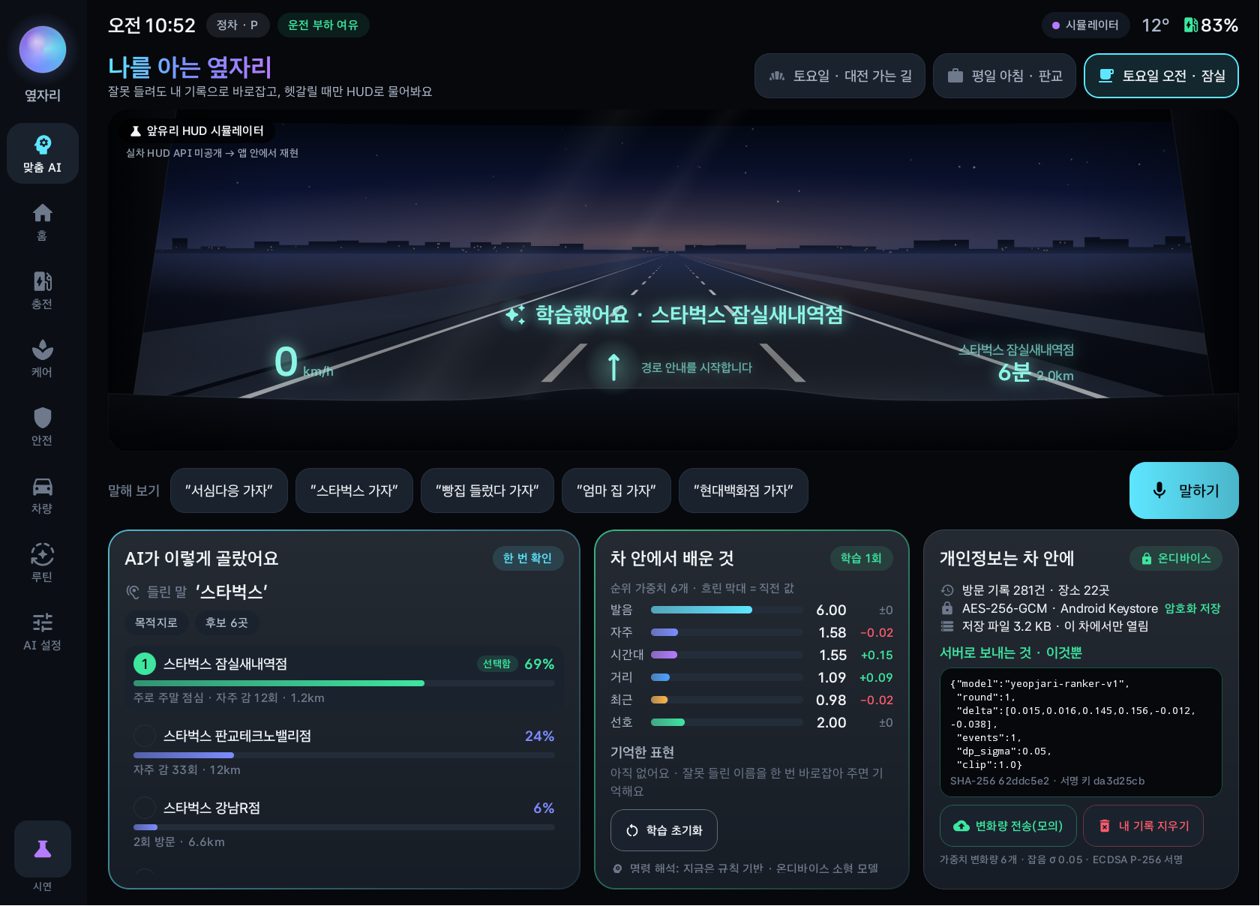 오전 10:52
정차 · P
운전 부하 여유
시뮬레이터
12°
83%
옆자리
맞춤 AI
홈
충전
케어
안전
차량
루틴
AI 설정
시연
나를 아는 옆자리
잘못 들려도 내 기록으로 바로잡고, 헷갈릴 때만 HUD로 물어봐요
토요일 · 대전 가는 길
평일 아침 · 판교
토요일 오전 · 잠실
앞유리 HUD 시뮬레이터
실차 HUD API 미공개 → 앱 안에서 재현
학습했어요 · 스타벅스 잠실새내역점
0 km/h
경로 안내를 시작합니다
스타벅스 잠실새내역점
6분 2.0km
말해 보기
“서심다응 가자”
“스타벅스 가자”
“빵집 들렀다 가자”
“엄마 집 가자”
“현대백화점 가자”
말하기
AI가 이렇게 골랐어요
한 번 확인
들린 말 ‘스타벅스’
목적지로
후보 6곳
1 스타벅스 잠실새내역점 선택함 69%
주로 주말 점심 · 자주 감 12회 · 1.2km
스타벅스 판교테크노밸리점 24%
자주 감 33회 · 12km
스타벅스 강남R점 6%
2회 방문 · 6.6km
차 안에서 배운 것
학습 1회
순위 가중치 6개 · 흐린 막대 = 직전 값
발음 6.00 ±0
자주 1.58 −0.02
시간대 1.55 +0.15
거리 1.09 +0.09
최근 0.98 −0.02
선호 2.00 ±0
기억한 표현
아직 없어요 · 잘못 들린 이름을 한 번 바로잡아 주면 기
억해요
학습 초기화
명령 해석: 지금은 규칙 기반 · 온디바이스 소형 모델
개인정보는 차 안에
온디바이스
방문 기록 281건 · 장소 22곳
AES-256-GCM · Android Keystore 암호화 저장
저장 파일 3.2 KB · 이 차에서만 열림
서버로 보내는 것 · 이것뿐
{"model":"yeopjari-ranker-v1",
"round":1,
"delta":[0.015,0.016,0.145,0.156,-0.012,
-0.038],
"events":1,
"dp_sigma":0.05,
"clip":1.0}
SHA-256 62ddc5e2 · 서명 키 da3d25cb
변화량 전송(모의)
내 기록 지우기
가중치 변화량 6개 · 잡음 σ 0.05 · ECDSA P-256 서명